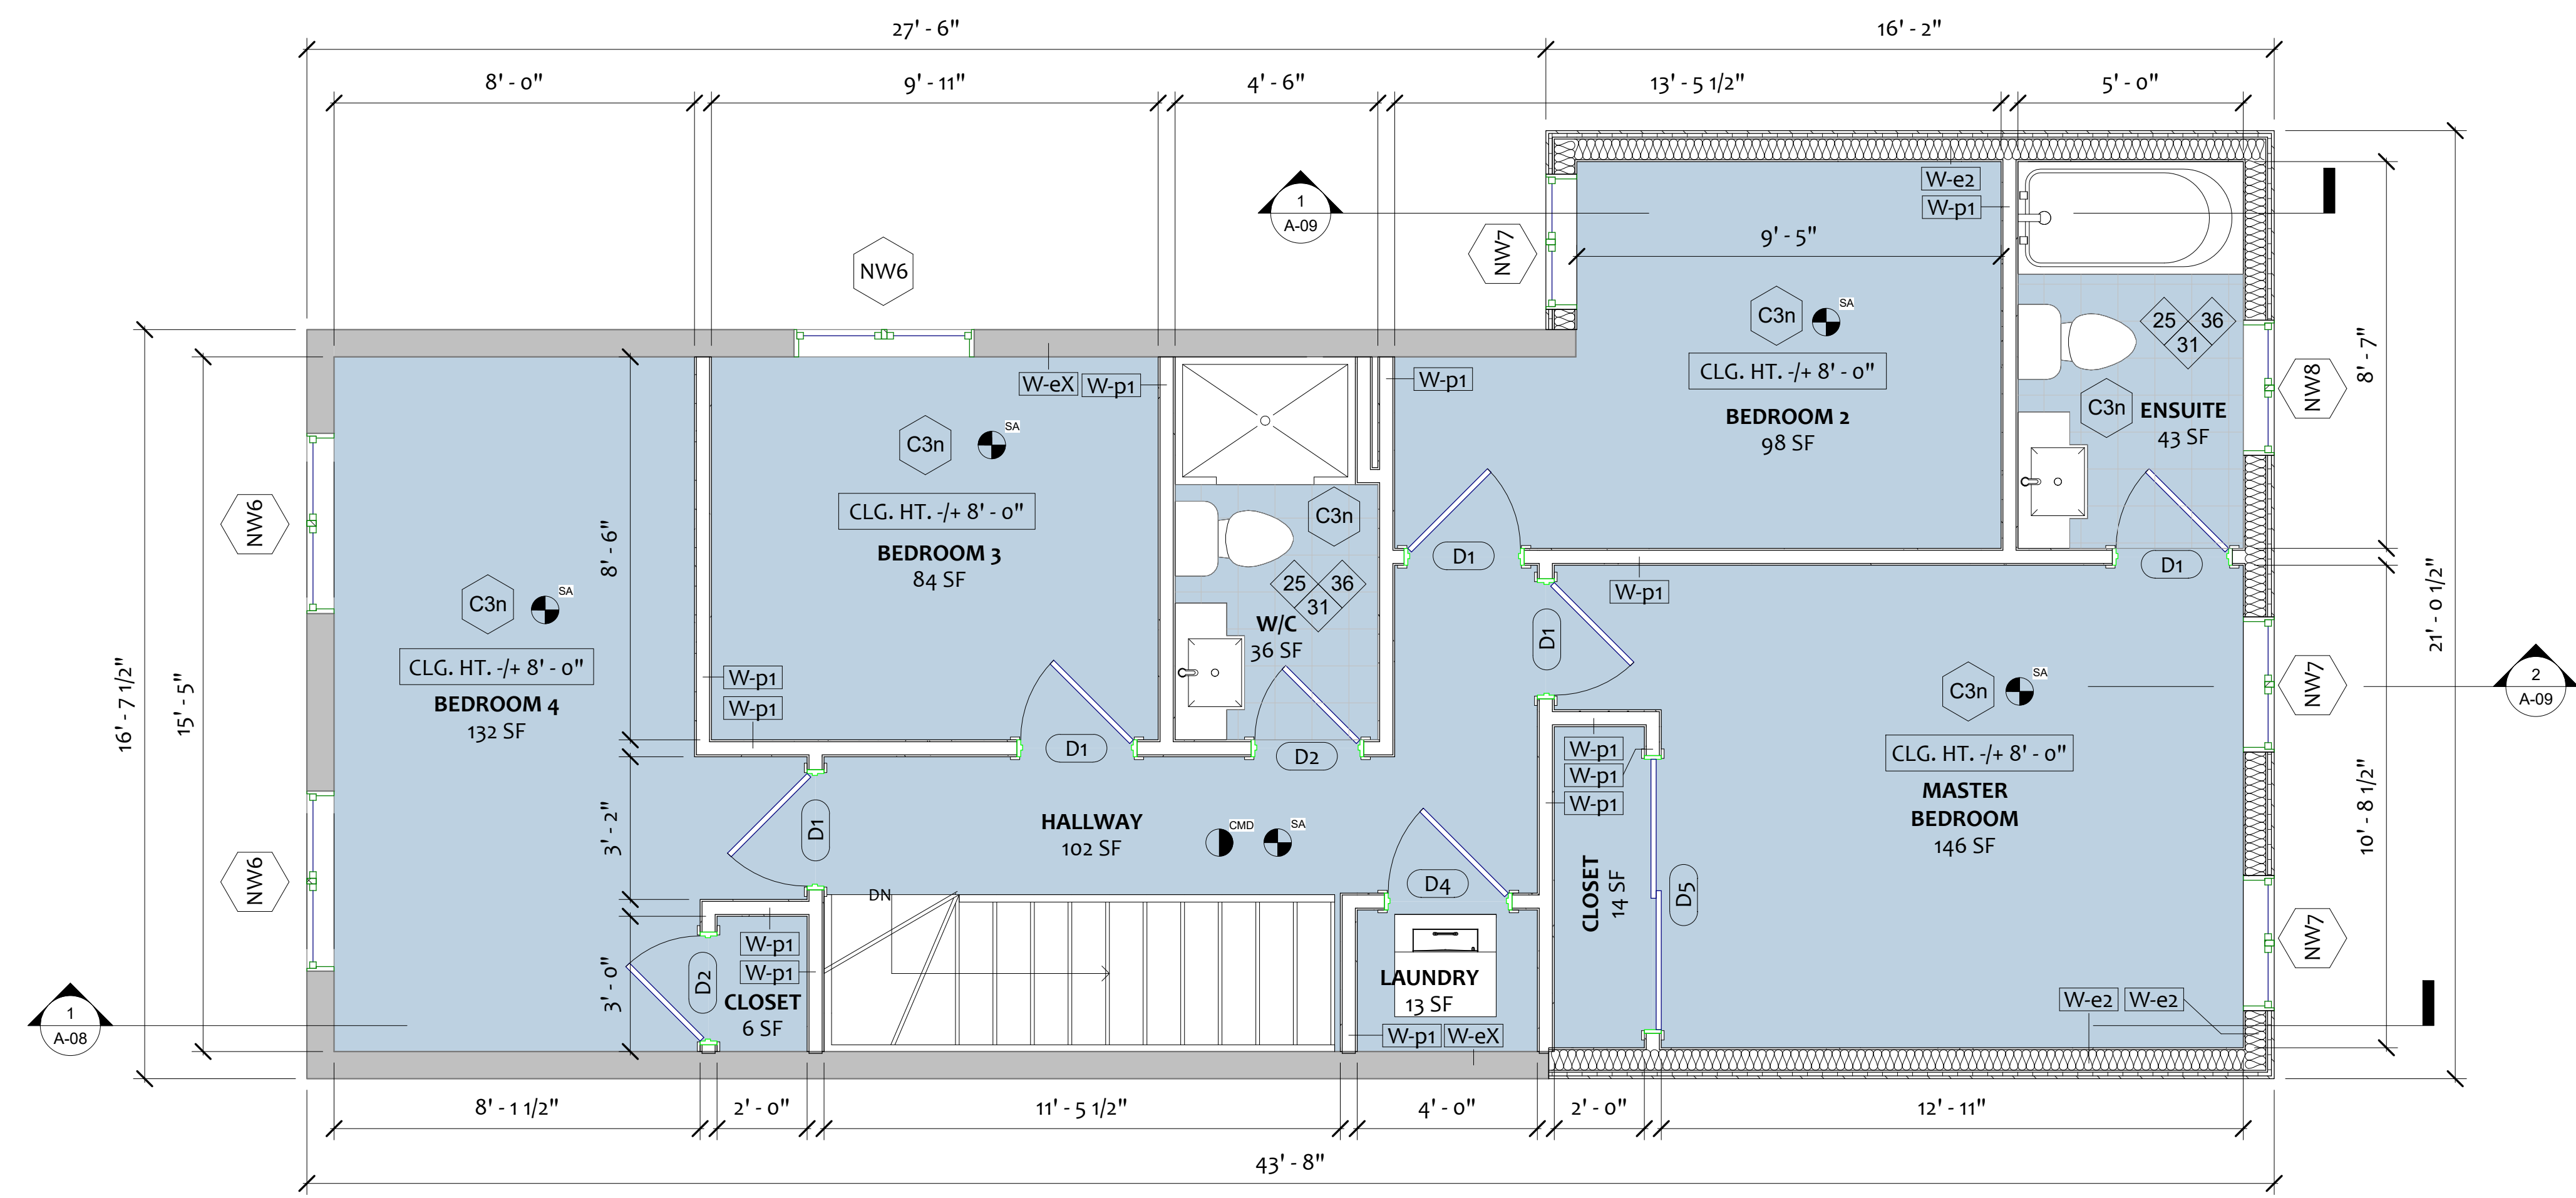 27' - 6"
16' - 2"
8' - 0"
9' - 11"
4' - 6"
13' - 5 1/2"
5' - 0"
W-e2
W-p1
1
A-09
NW7
9' - 5"
NW6
C3n
SA
25
36
31
CLG. HT. -/+ 8' - 0"
BEDROOM 2
98 SF
C3n
ENSUITE
43 SF
NW8
8' - 7"
W-eX
W-p1
W-p1
C3n
SA
CLG. HT. -/+ 8' - 0"
BEDROOM 3
84 SF
C3n
25
36
31
W/C
36 SF
NW6
8' - 6"
D1
D1
W-p1
D1
21' - 0 1/2"
C3n
SA
CLG. HT. -/+ 8' - 0"
BEDROOM 4
132 SF
16' - 7 1/2"
15' - 5"
W-p1
W-p1
D1
D2
C3n
SA
CLG. HT. -/+ 8' - 0"
MASTER
BEDROOM
146 SF
NW7
2
A-09
W-p1
W-p1
W-p1
10' - 8 1/2"
3' - 2"
D1
HALLWAY
102 SF
CMD
SA
D4
CLOSET
14 SF
D5
NW6
DN
NW7
W-p1
W-p1
3' - 0"
D2
CLOSET
6 SF
LAUNDRY
13 SF
W-p1
W-eX
W-e2
W-e2
1
A-08
8' - 1 1/2"
2' - 0"
11' - 5 1/2"
4' - 0"
2' - 0"
12' - 11"
43' - 8"